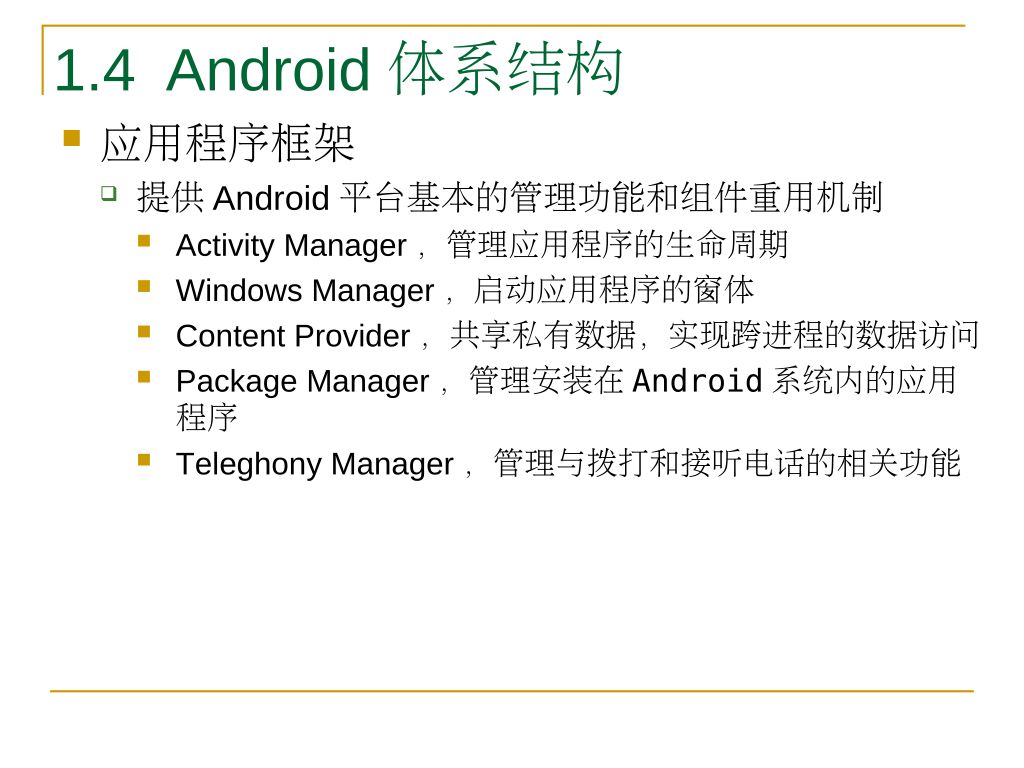 1.4 Android 体系结构
应用程序框架
提供 Android 平台基本的管理功能和组件重用机制
Activity Manager ，管理应用程序的生命周期
Windows Manager ，启动应用程序的窗体
Content Provider ，共享私有数据，实现跨进程的数据访问
Package Manager ，管理安装在 Android 系统内的应用
程序
Teleghony Manager ，管理与拨打和接听电话的相关功能